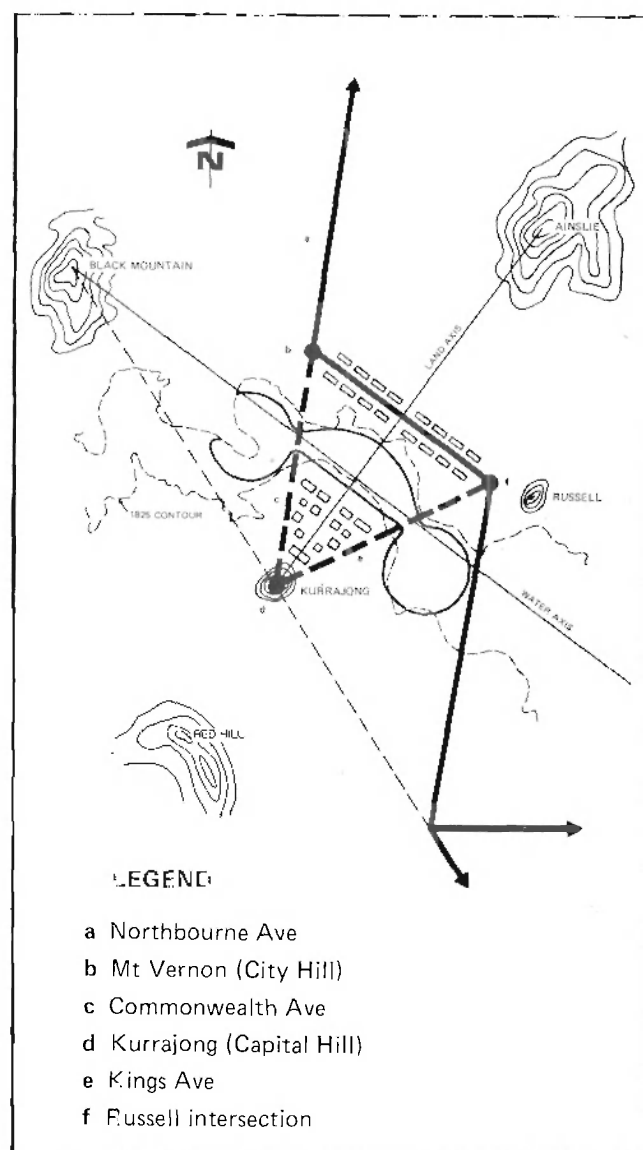 N
AINSLIE
BLACK MOUNTAIN
LAND AXIS
b
f
RUSSELL
c
1825 CONTOUR
e
KURRAJONG
d
WATER AXIS
RED HILL
LEGEND
a Northbourne Ave
b Mt Vernon (City Hill)
c Commonwealth Ave
d Kurrajong (Capital Hill)
e Kings Ave
f Russell intersection